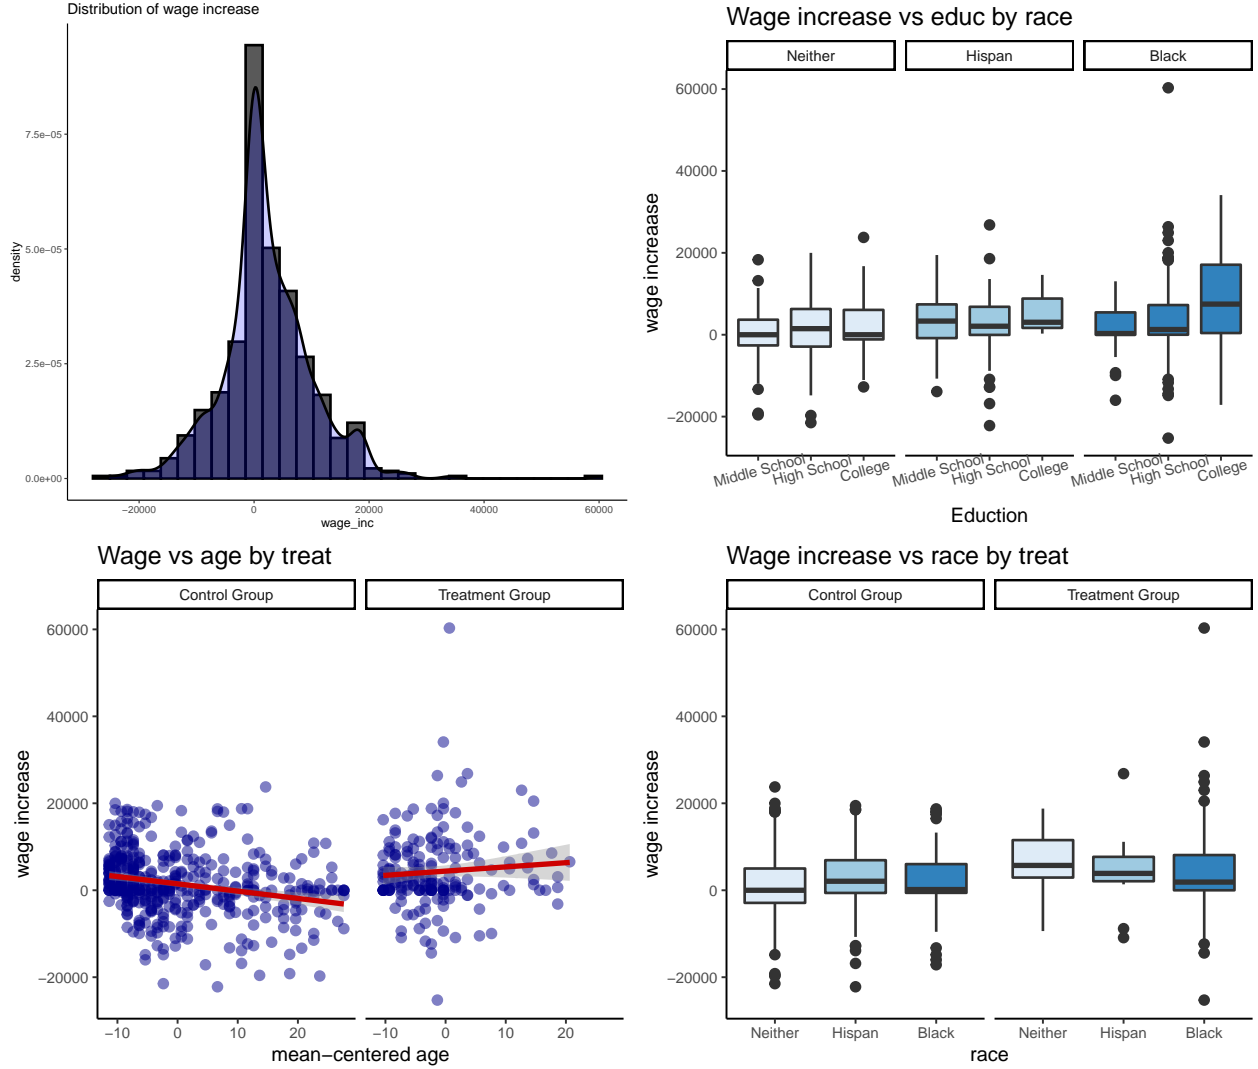 Distribution of wage increase
density
7.5e−05
5.0e−05
2.5e−05
0.0e+00
−20000 0 20000 40000 60000
wage_inc
Wage increase vs educ by race
Neither Hispan Black
wage increaase
60000
40000
20000
0
−20000
Middle School High School College Middle School High School College Middle School High School College
Eduction
Wage vs age by treat
Control Group Treatment Group
wage increase
60000
40000
20000
0
−20000
−10 0 10 20 −10 0 10 20
mean−centered age
Wage increase vs race by treat
Control Group Treatment Group
wage increase
60000
40000
20000
0
−20000
Neither Hispan Black Neither Hispan Black
race